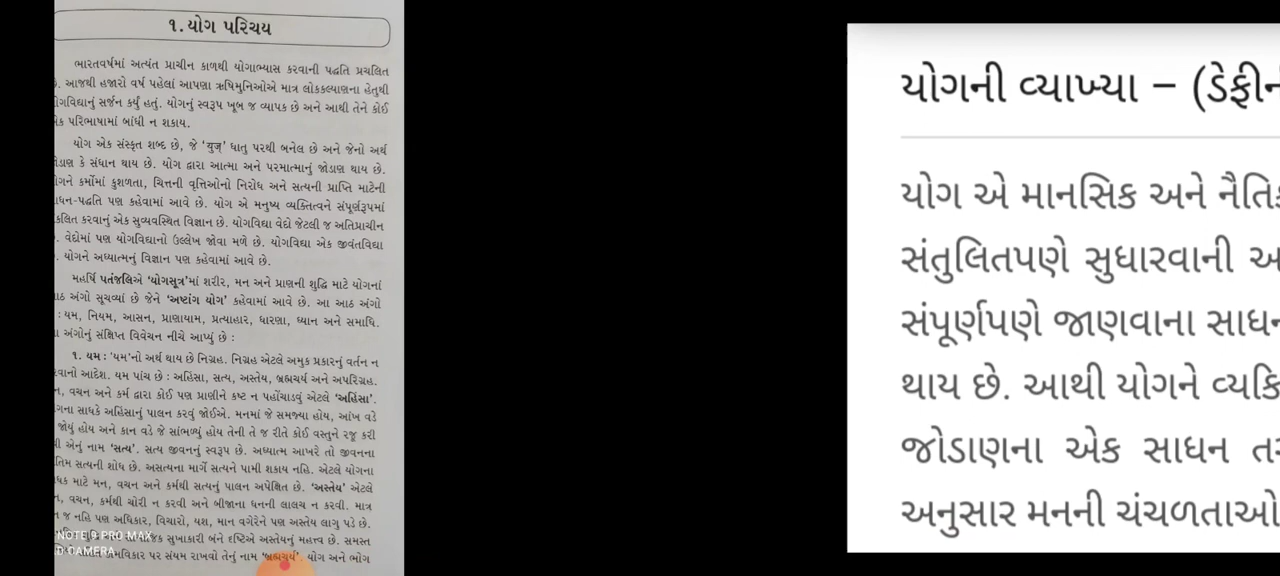 ૧. યોગ પરિચય
ભારતવર્ષમાં અત્યંત પ્રાચીન કાળથી યોગાભ્યાસ કરવાની પદ્ધતિ પ્રચલિત
આજથી હજારો વર્ષ પહેલાં આપણા ઋષિમુનિઓએ માત્ર લોકકલ્યાણના હેતુથી
ોગવિદ્યાનું સર્જન કર્યું હતું. યોગનું સ્વરૂપ ખૂબ જ વ્યાપક છે અને આથી તેને કોઈ
ેક પરિભાષામાં બાંધી ન શકાય.
યોગ એક સંસ્કૃત શબ્દ છે, જે ‘युज्’ ધાતુ પરથી બનેલ છે અને જેનો અર્થ
ોડાણ કે સંધાન થાય છે. યોગ દ્વારા આત્મા અને પરમાત્માનું જોડાણ થાય છે.
ોગને કર્મોમાં કુશળતા, ચિત્તની વૃત્તિઓનો નિરોધ અને સત્યની પ્રાપ્તિ માટેની
ાધન-પદ્ધતિ પણ કહેવામાં આવે છે. યોગ એ મનુષ્ય વ્યક્તિત્વને સંપૂર્ણરૂપમાં
કલિત કરવાનું એક સુવ્યવસ્થિત વિજ્ઞાન છે. યોગવિદ્યા વેદો જેટલી જ અતિપ્રાચીન
. વેદોમાં પણ યોગવિદ્યાનો ઉલ્લેખ જોવા મળે છે. યોગવિદ્યા એક જીવંતવિદ્યા
. યોગને અધ્યાત્મનું વિજ્ઞાન પણ કહેવામાં આવે છે.
મહર્ષિ પતંજલિએ ‘યોગસૂત્ર’માં શરીર, મન અને પ્રાણની શુદ્ધિ માટે યોગનાં
ાઠ અંગો સૂચવ્યાં છે જેને ‘અષ્ટાંગ યોગ’ કહેવામાં આવે છે. આ આઠ અંગો
: યમ, નિયમ, આસન, પ્રાણાયામ, પ્રત્યાહાર, ધારણા, ધ્યાન અને સમાધિ.
ા અંગોનું સંક્ષિપ્ત વિવેચન નીચે આપ્યું છે :
૧. યમ : ‘યમ’નો અર્થ થાય છે નિગ્રહ. નિગ્રહ એટલે અમુક પ્રકારનું વર્તન ન
રવાનો આદેશ. યમ પાંચ છે : અહિંસા, સત્ય, અસ્તેય, બ્રહ્મચર્ય અને અપરિગ્રહ.
ન, વચન અને કર્મ દ્વારા કોઈ પણ પ્રાણીને કષ્ટ ન પહોંચાડવું એટલે ‘અહિંસા’.
ગના સાધકે અહિંસાનું પાલન કરવું જોઈએ. મનમાં જે સમજ્યા હોય, આંખ વડે
જોયું હોય અને કાન વડે જે સાંભળ્યું હોય તેની તે જ રીતે કોઈ વસ્તુને રજૂ કરી
ી એનું નામ ‘સત્ય’. સત્ય જીવનનું સ્વરૂપ છે. અધ્યાત્મ આખરે તો જીવનના
તિમ સત્યની શોધ છે. અસત્યના માર્ગે સત્યને પામી શકાય નહિ. એટલે યોગના
ધક માટે મન, વચન અને કર્મથી સત્યનું પાલન અપેક્ષિત છે. ‘અસ્તેય’ એટલે
ન, વચન, કર્મથી ચોરી ન કરવી અને બીજાના ધનની લાલચ ન કરવી. માત્ર
ન જ નહિ પણ અધિકાર, વિચારો, યશ, માન વગેરેને પણ અસ્તેય લાગુ પડે છે.
સુખાકારી બંને દૃષ્ટિએ અસ્તેયનું મહત્ત્વ છે. સમસ્ત
પર સંયમ રાખવો તેનું નામ ‘બ્રહ્મચર્ય’. યોગ અને ભોગ
NOTE 9 PRO MAX
D CAMERA
યોગની વ્યાખ્યા – (ડેફીન
યોગ એ માનસિક અને નૈતિક
સંતુલિતપણે સુધારવાની અ
સંપૂર્ણપણે જાણવાના સાધન
થાય છે. આથી યોગને વ્યક્તિ
જોડાણના એક સાધન તર
અનુસાર મનની ચંચળતાઓ